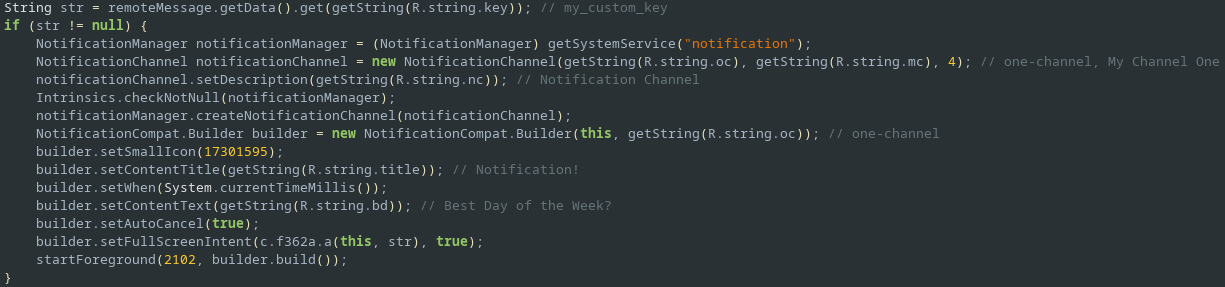 String str = remoteMessage.getData().get(getString(R.string.key)); // my_custom_key
if (str != null) {
    NotificationManager notificationManager = (NotificationManager) getSystemService("notification");
    NotificationChannel notificationChannel = new NotificationChannel(getString(R.string.oc), getString(R.string.mc), 4); // one-channel, My Channel One
    notificationChannel.setDescription(getString(R.string.nc)); // Notification Channel
    Intrinsics.checkNotNull(notificationManager);
    notificationManager.createNotificationChannel(notificationChannel);
    NotificationCompat.Builder builder = new NotificationCompat.Builder(this, getString(R.string.oc)); // one-channel
    builder.setSmallIcon(17301595);
    builder.setContentTitle(getString(R.string.title)); // Notification!
    builder.setWhen(System.currentTimeMillis());
    builder.setContentText(getString(R.string.bd)); // Best Day of the Week?
    builder.setAutoCancel(true);
    builder.setFullScreenIntent(c.f362a.a(this, str), true);
    startForeground(2102, builder.build());
}